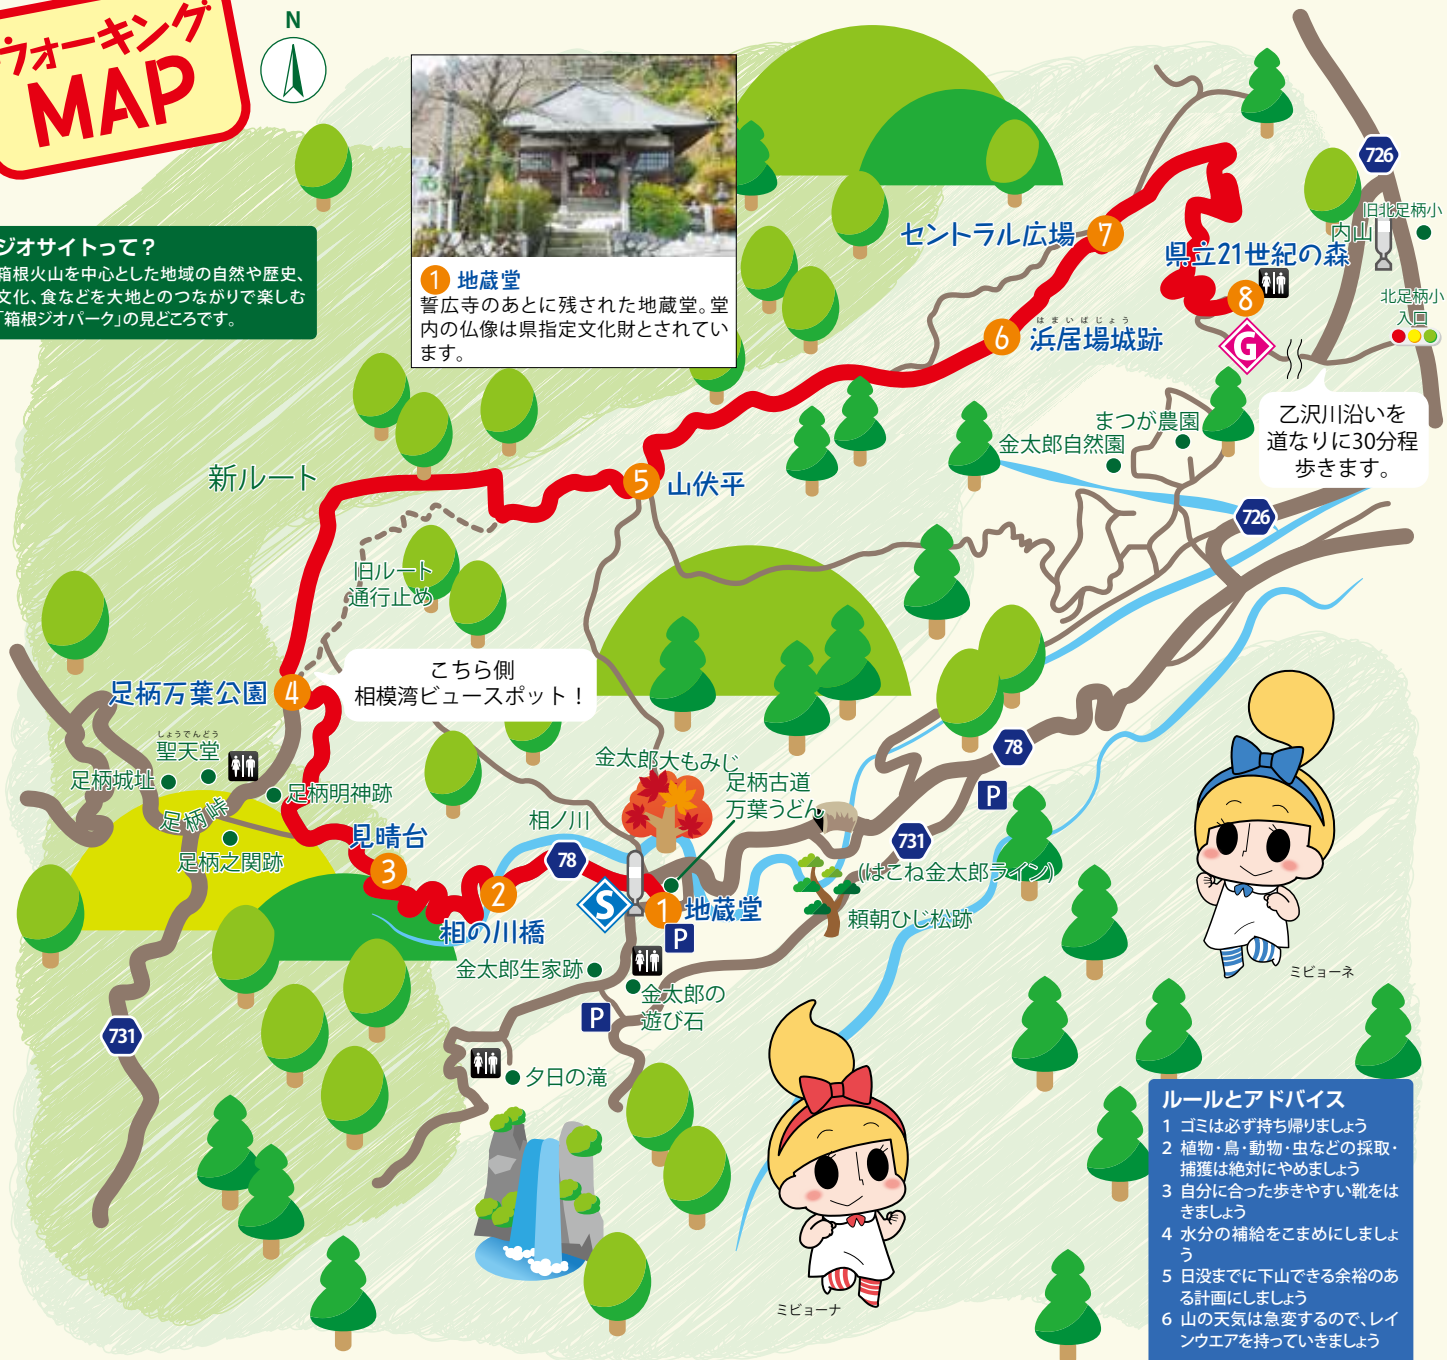 ウォーキング
MAP
N
ジオサイトって？
箱根火山を中心とした地域の自然や歴史、
文化、食などを大地とのつながりで楽しむ
「箱根ジオパーク」の見どころです。
1 地蔵堂
誓広寺のあとに残された地蔵堂。堂
内の仏像は県指定文化財とされてい
ます。
726
旧北足柄小
内山
セントラル広場 7
県立21世紀の森
8
北足柄小
入口
はまいばじょう
6 浜居場城跡
G
乙沢川沿いを
道なりに30分程
歩きます。
まつが農園
金太郎自然園
新ルート
5 山伏平
726
旧ルート
通行止め
こちら側
相模湾ビュースポット！
足柄万葉公園 4
しょうでんどう
聖天堂
足柄城址
足柄明神跡
足柄峠
足柄之関跡
見晴台
3
金太郎大もみじ
足柄古道
万葉うどん
78
P
相ノ川
78
731
(はこね金太郎ライン)
2
相の川橋
S
1 地蔵堂
P
頼朝ひじ松跡
金太郎生家跡
金太郎の
遊び石
P
731
夕日の滝
ミビョーネ
ミビョーナ
ルールとアドバイス
1 ゴミは必ず持ち帰りましょう
2 植物・鳥・動物・虫などの採取・
捕獲は絶対にやめましょう
3 自分に合った歩きやすい靴をは
きましょう
4 水分の補給をこまめにしましょ
う
5 日没までに下山できる余裕のあ
る計画にしましょう
6 山の天気は急変するので、レイ
ンウエアを持っていきましょう